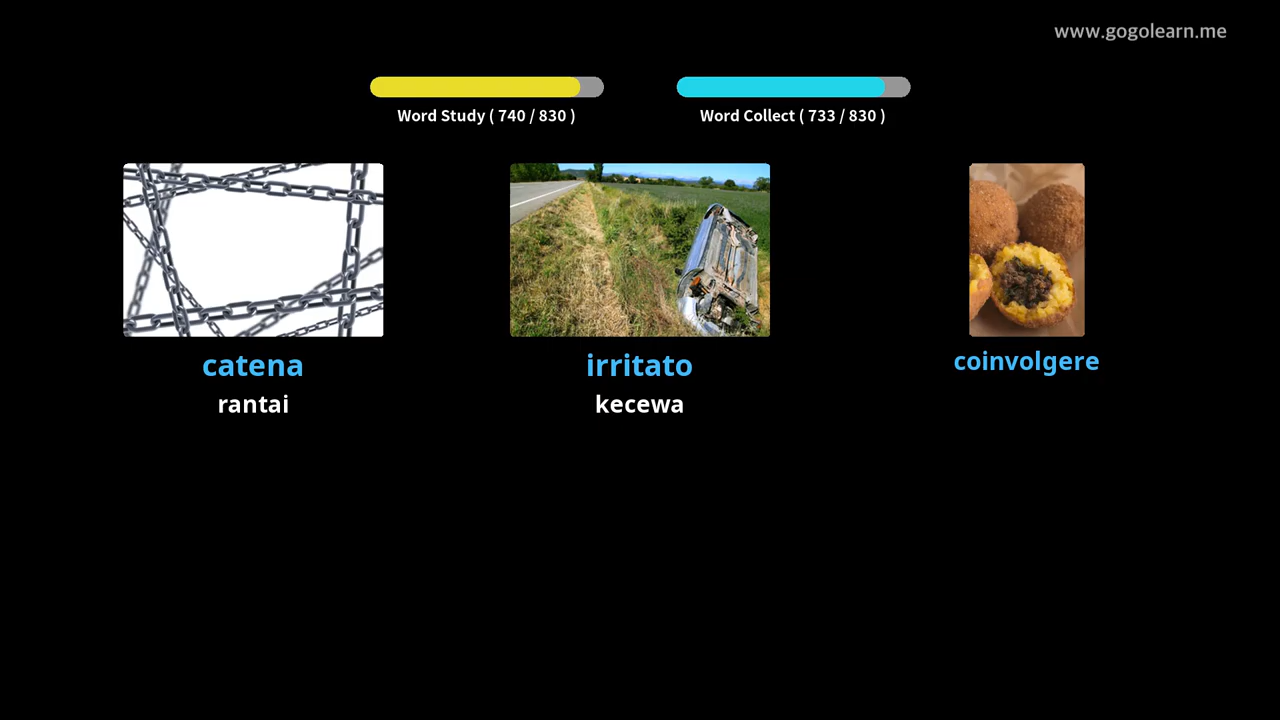 www.gogolearn.me
Word Study ( 740 / 830 )
Word Collect ( 733 / 830 )
catena
rantai
irritato
kecewa
coinvolgere